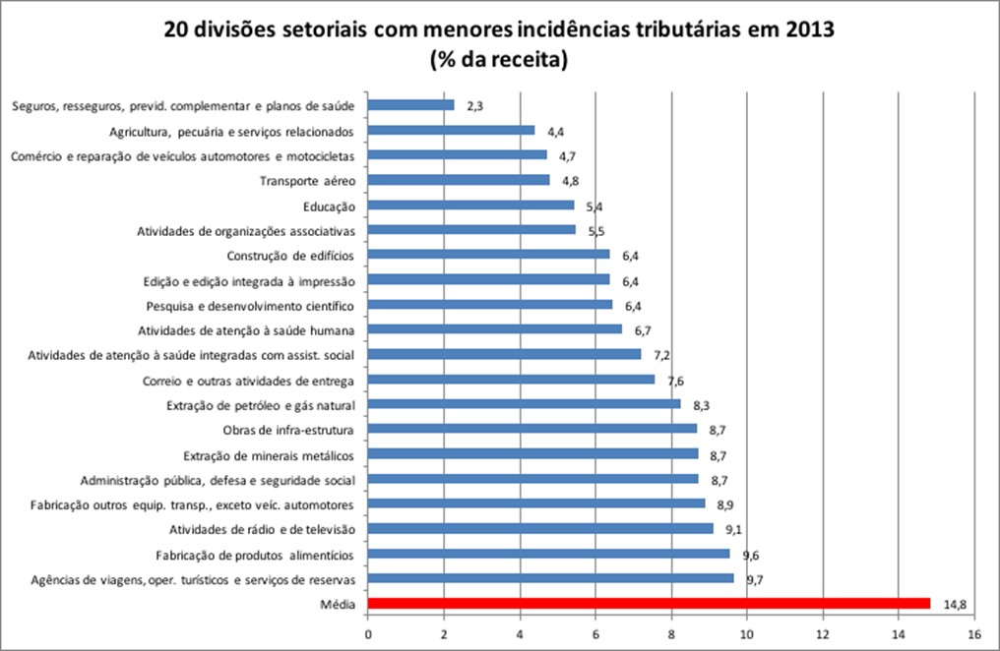 20 divisões setoriais com menores incidências tributárias em 2013
(% da receita)
Seguros, resseguros, previd. complementar e planos de saúde 2,3
Agricultura, pecuária e serviços relacionados 4,4
Comércio e reparação de veículos automotores e motocicletas 4,7
Transporte aéreo 4,8
Educação 5,4
Atividades de organizações associativas 5,5
Construção de edifícios 6,4
Edição e edição integrada à impressão 6,4
Pesquisa e desenvolvimento científico 6,4
Atividades de atenção à saúde humana 6,7
Atividades de atenção à saúde integradas com assist. social 7,2
Correio e outras atividades de entrega 7,6
Extração de petróleo e gás natural 8,3
Obras de infra-estrutura 8,7
Extração de minerais metálicos 8,7
Administração pública, defesa e seguridade social 8,7
Fabricação outros equip. transp., exceto veíc. automotores 8,9
Atividades de rádio e de televisão 9,1
Fabricação de produtos alimentícios 9,6
Agências de viagens, oper. turísticos e serviços de reservas 9,7
Média 14,8
0 2 4 6 8 10 12 14 16